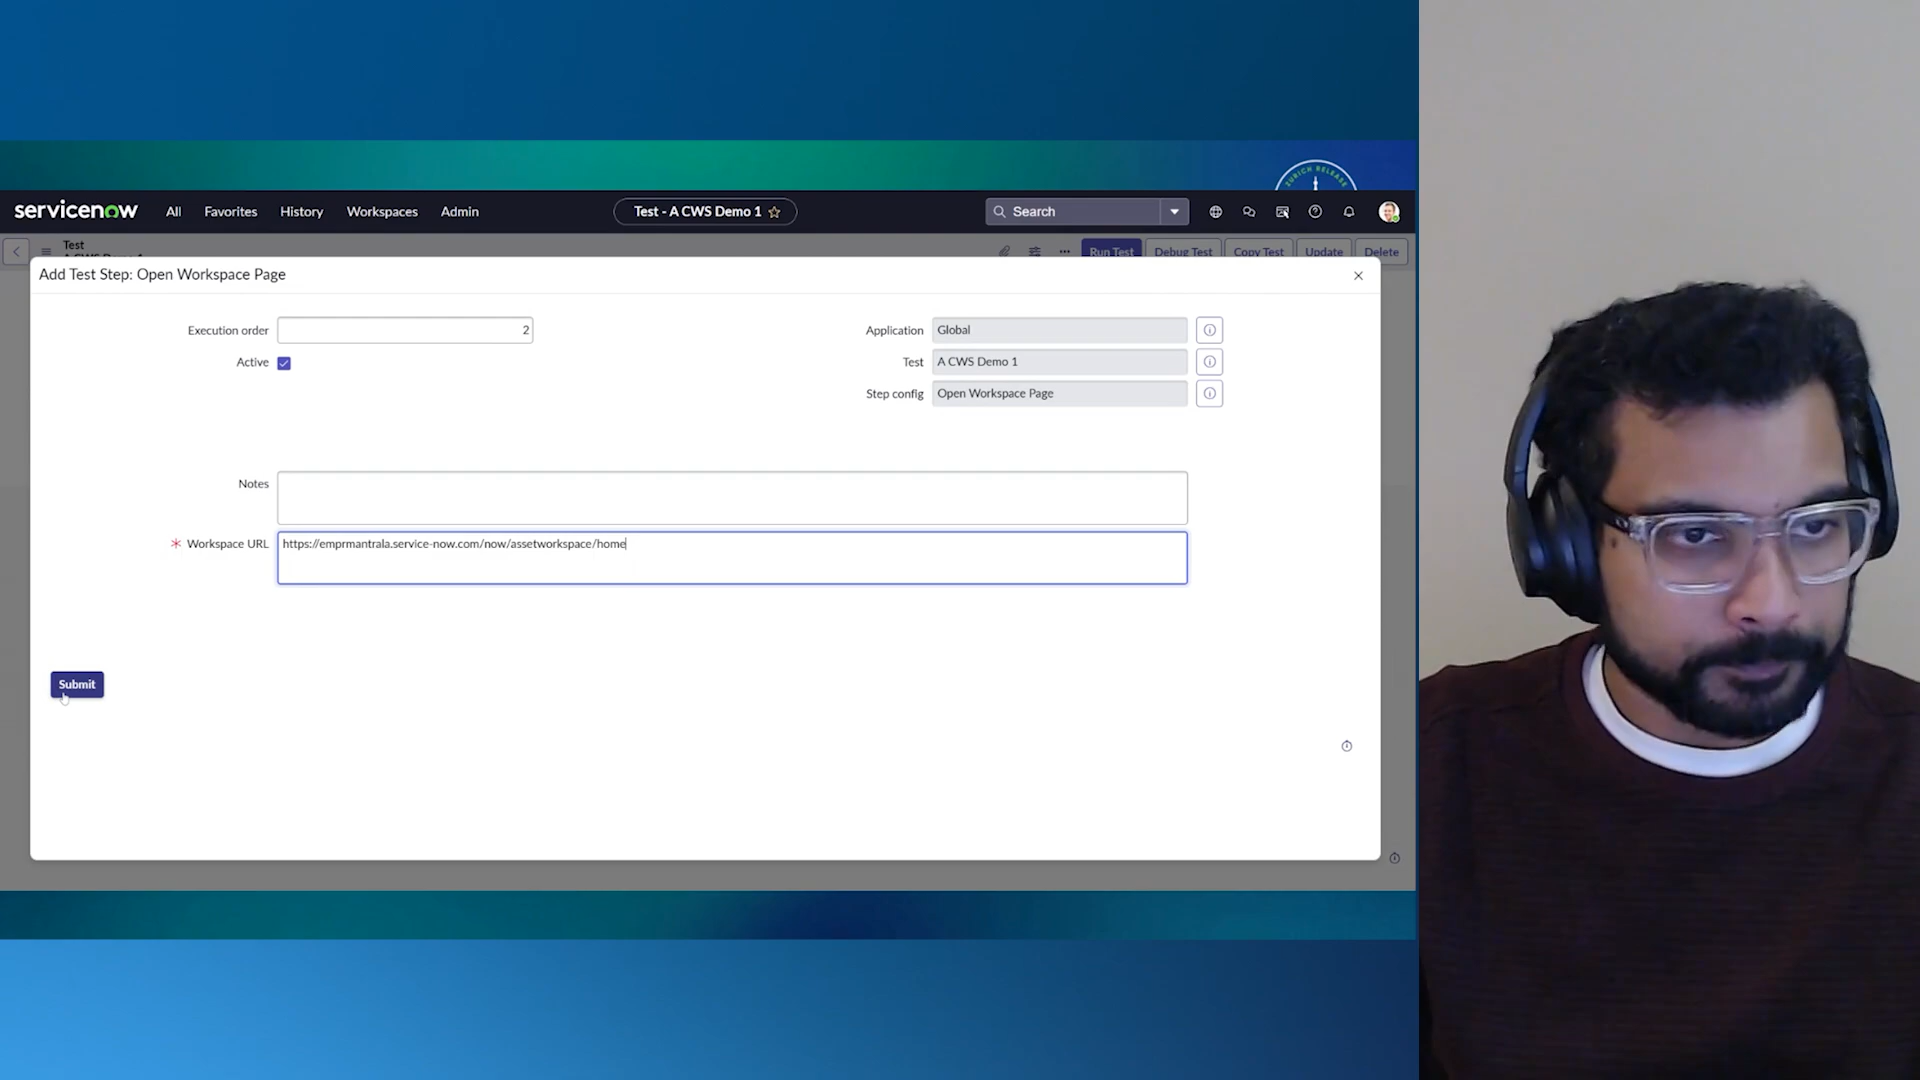 ZURICH RELEASE
servicenow All Favorites History Workspaces Admin Test - A CWS Demo 1 Search
Test
Run Test Debug Test Copy Test Update Delete
Add Test Step: Open Workspace Page
Execution order 2 Application Global
Active Test A CWS Demo 1
Step config Open Workspace Page
Notes
* Workspace URL https://emprmantrala.service-now.com/now/assetworkspace/home
Submit